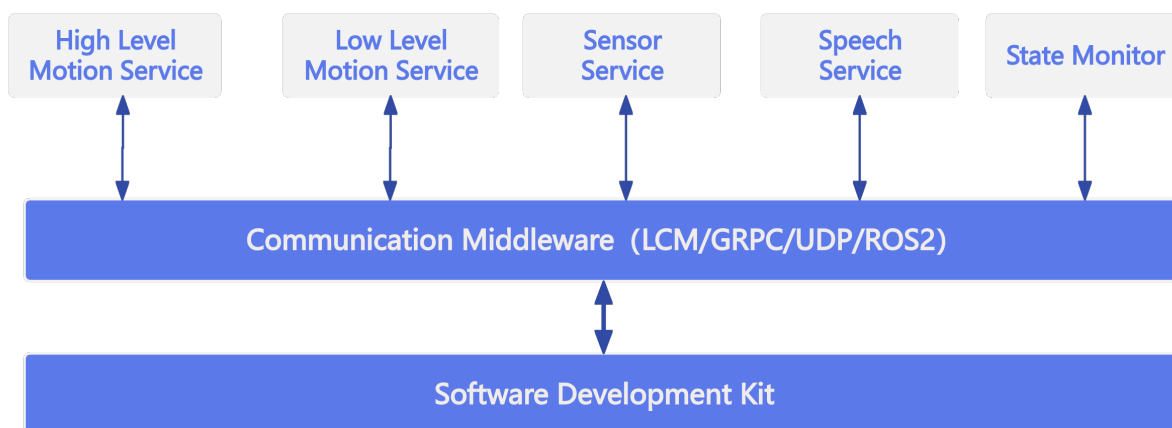 High Level
Motion Service
Low Level
Motion Service
Sensor
Service
Speech
Service
State Monitor
Communication Middleware（LCM/GRPC/UDP/ROS2）
Software Development Kit